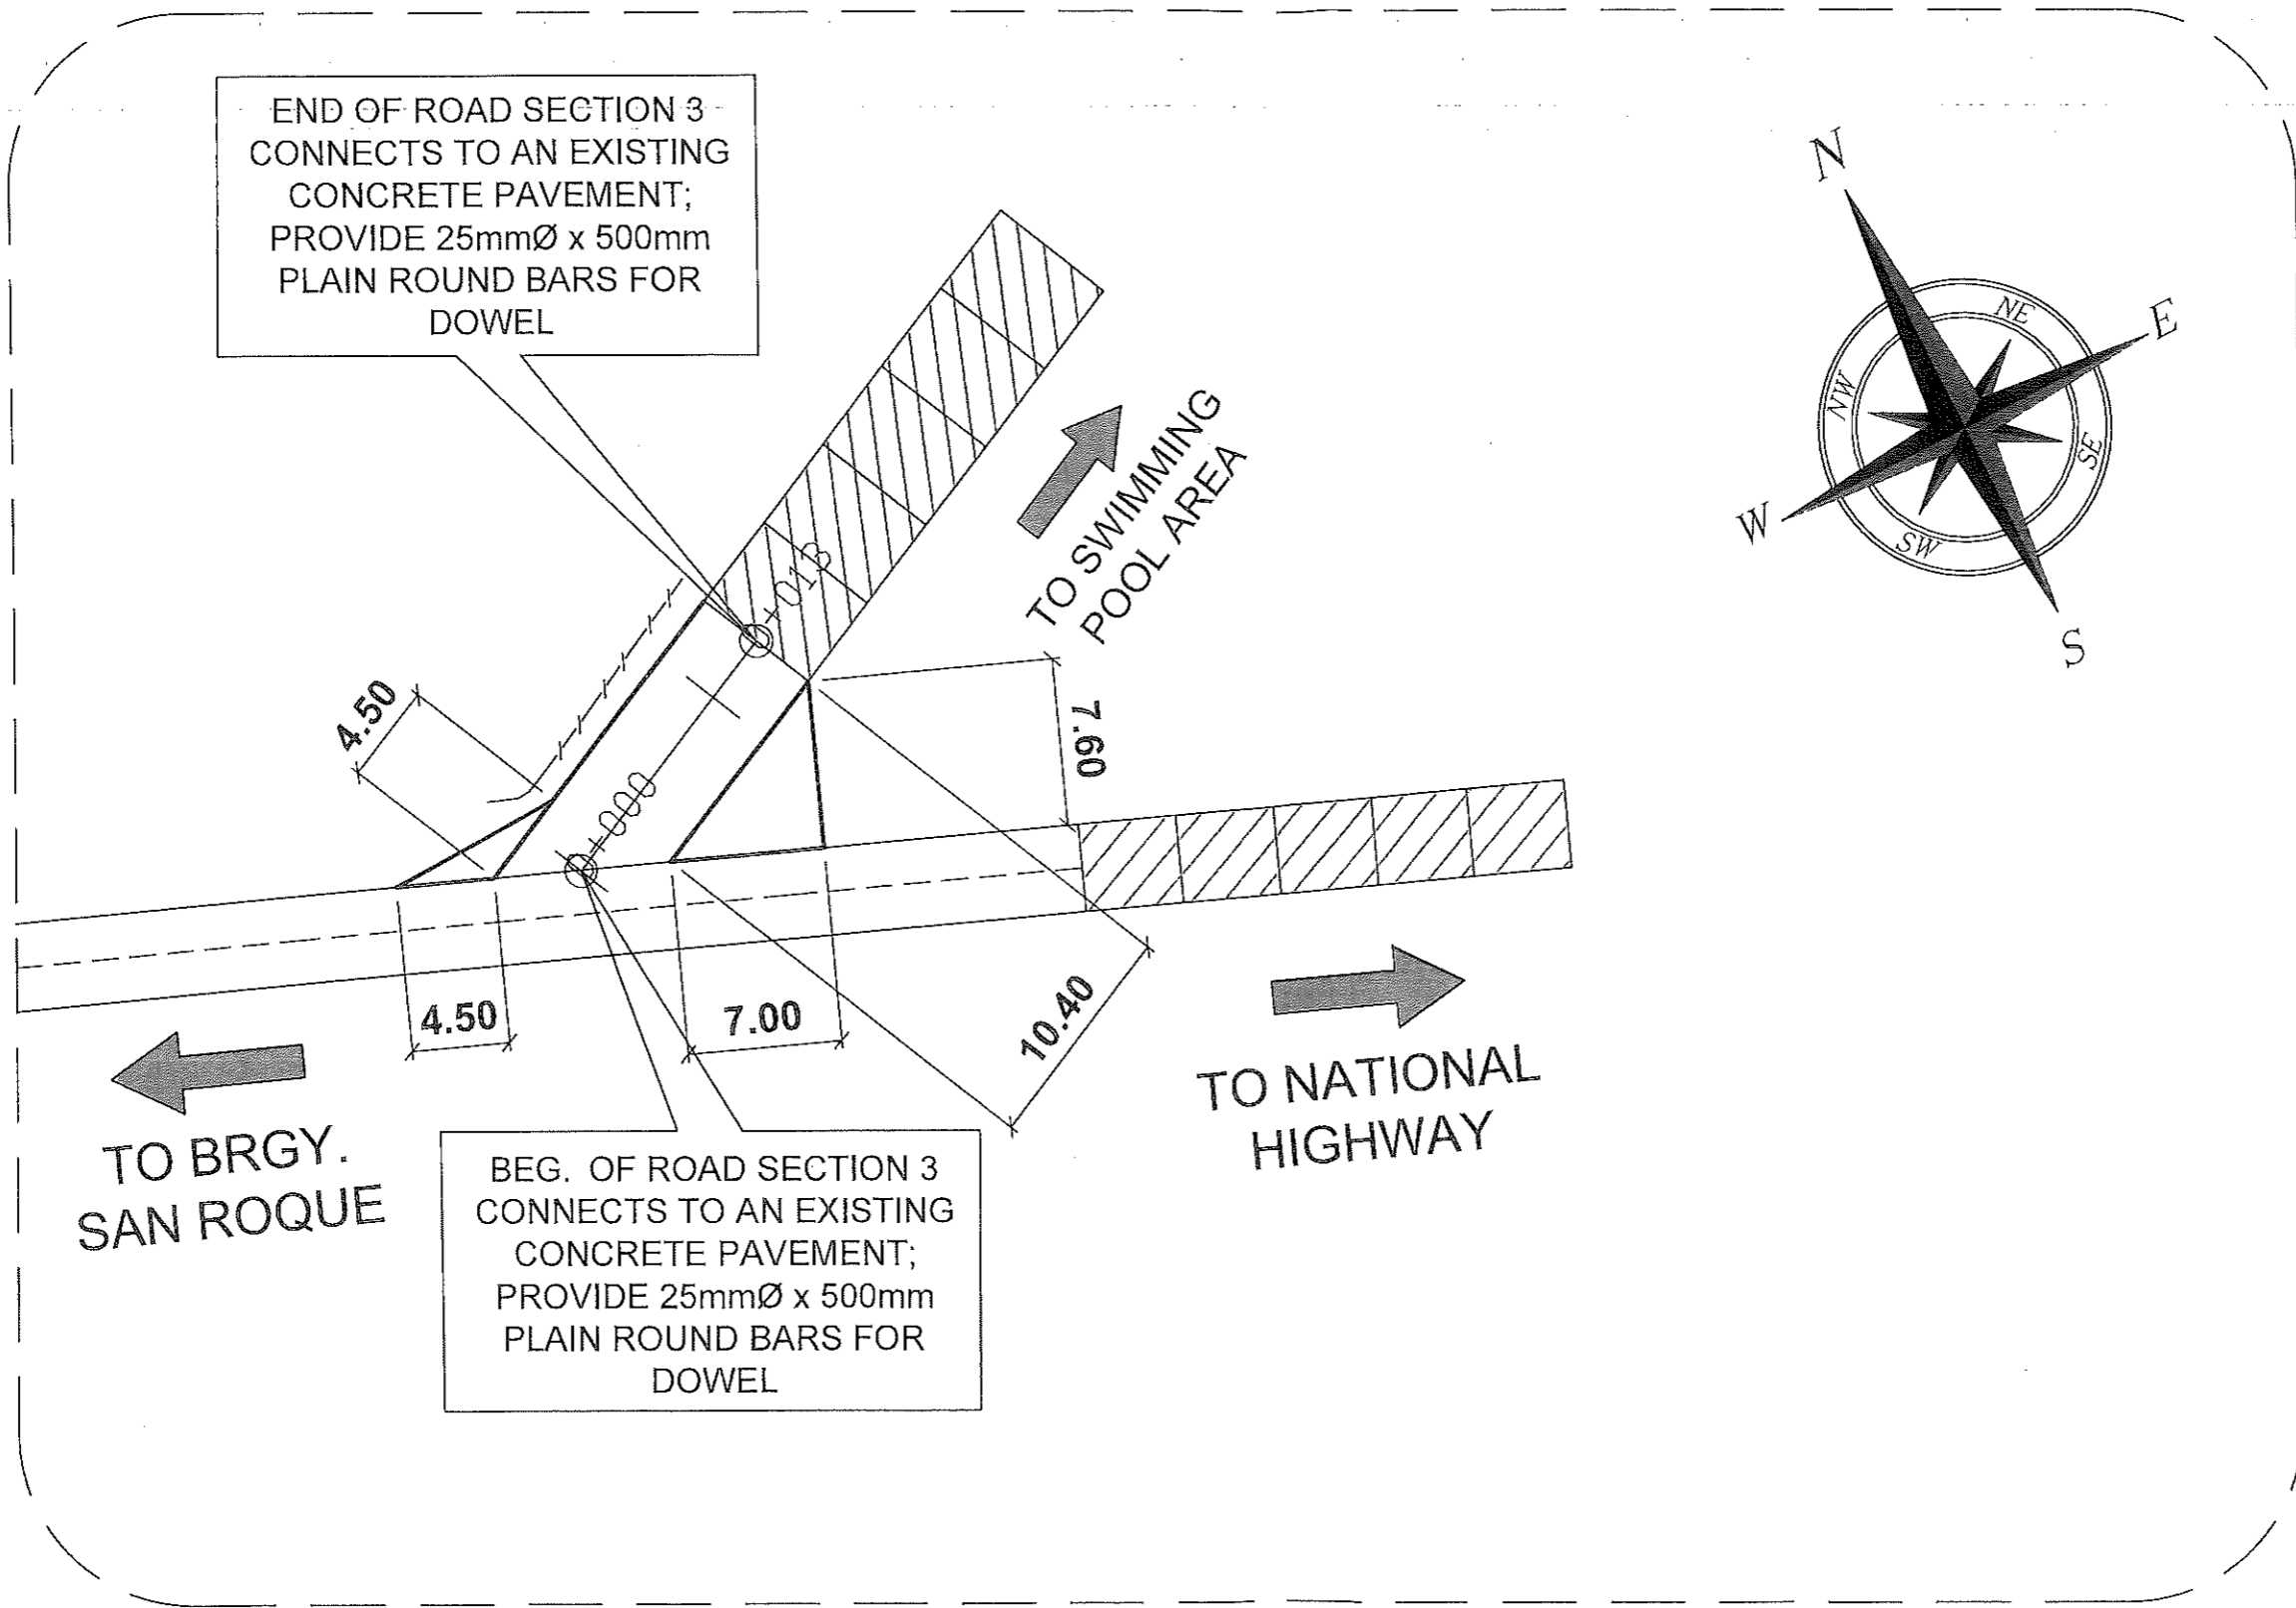 END OF ROAD SECTION 3
CONNECTS TO AN EXISTING
CONCRETE PAVEMENT;
PROVIDE 25mmØ x 500mm
PLAIN ROUND BARS FOR
DOWEL
N
NE
E
NW
SE
W
SW
S
TO SWIMMING
POOL AREA
+013
4.50
7.60
+000
4.50
7.00
10.40
TO NATIONAL
HIGHWAY
TO BRGY.
SAN ROQUE
BEG. OF ROAD SECTION 3
CONNECTS TO AN EXISTING
CONCRETE PAVEMENT;
PROVIDE 25mmØ x 500mm
PLAIN ROUND BARS FOR
DOWEL